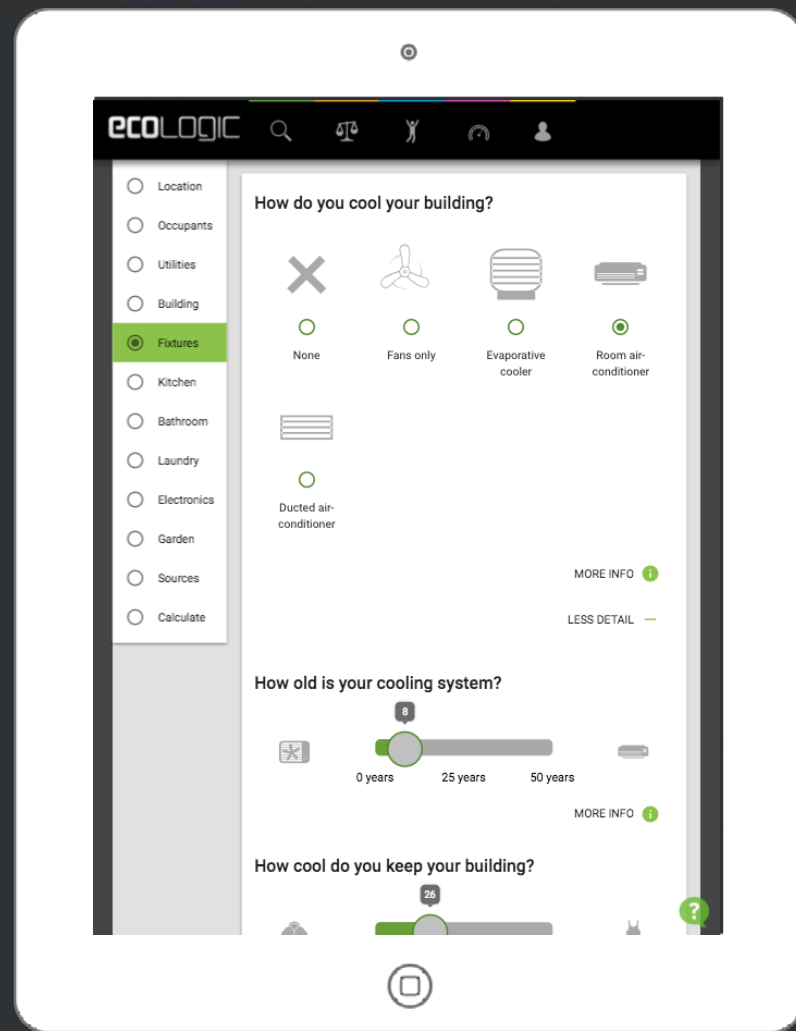 ecoLOGIC
Location
Occupants
Utilities
Building
Fixtures
Kitchen
Bathroom
Laundry
Electronics
Garden
Sources
Calculate
How do you cool your building?
None
Fans only
Evaporative
cooler
Room air-
conditioner
Ducted air-
conditioner
MORE INFO i
LESS DETAIL
How old is your cooling system?
8
0 years 25 years 50 years
MORE INFO i
How cool do you keep your building?
26
?